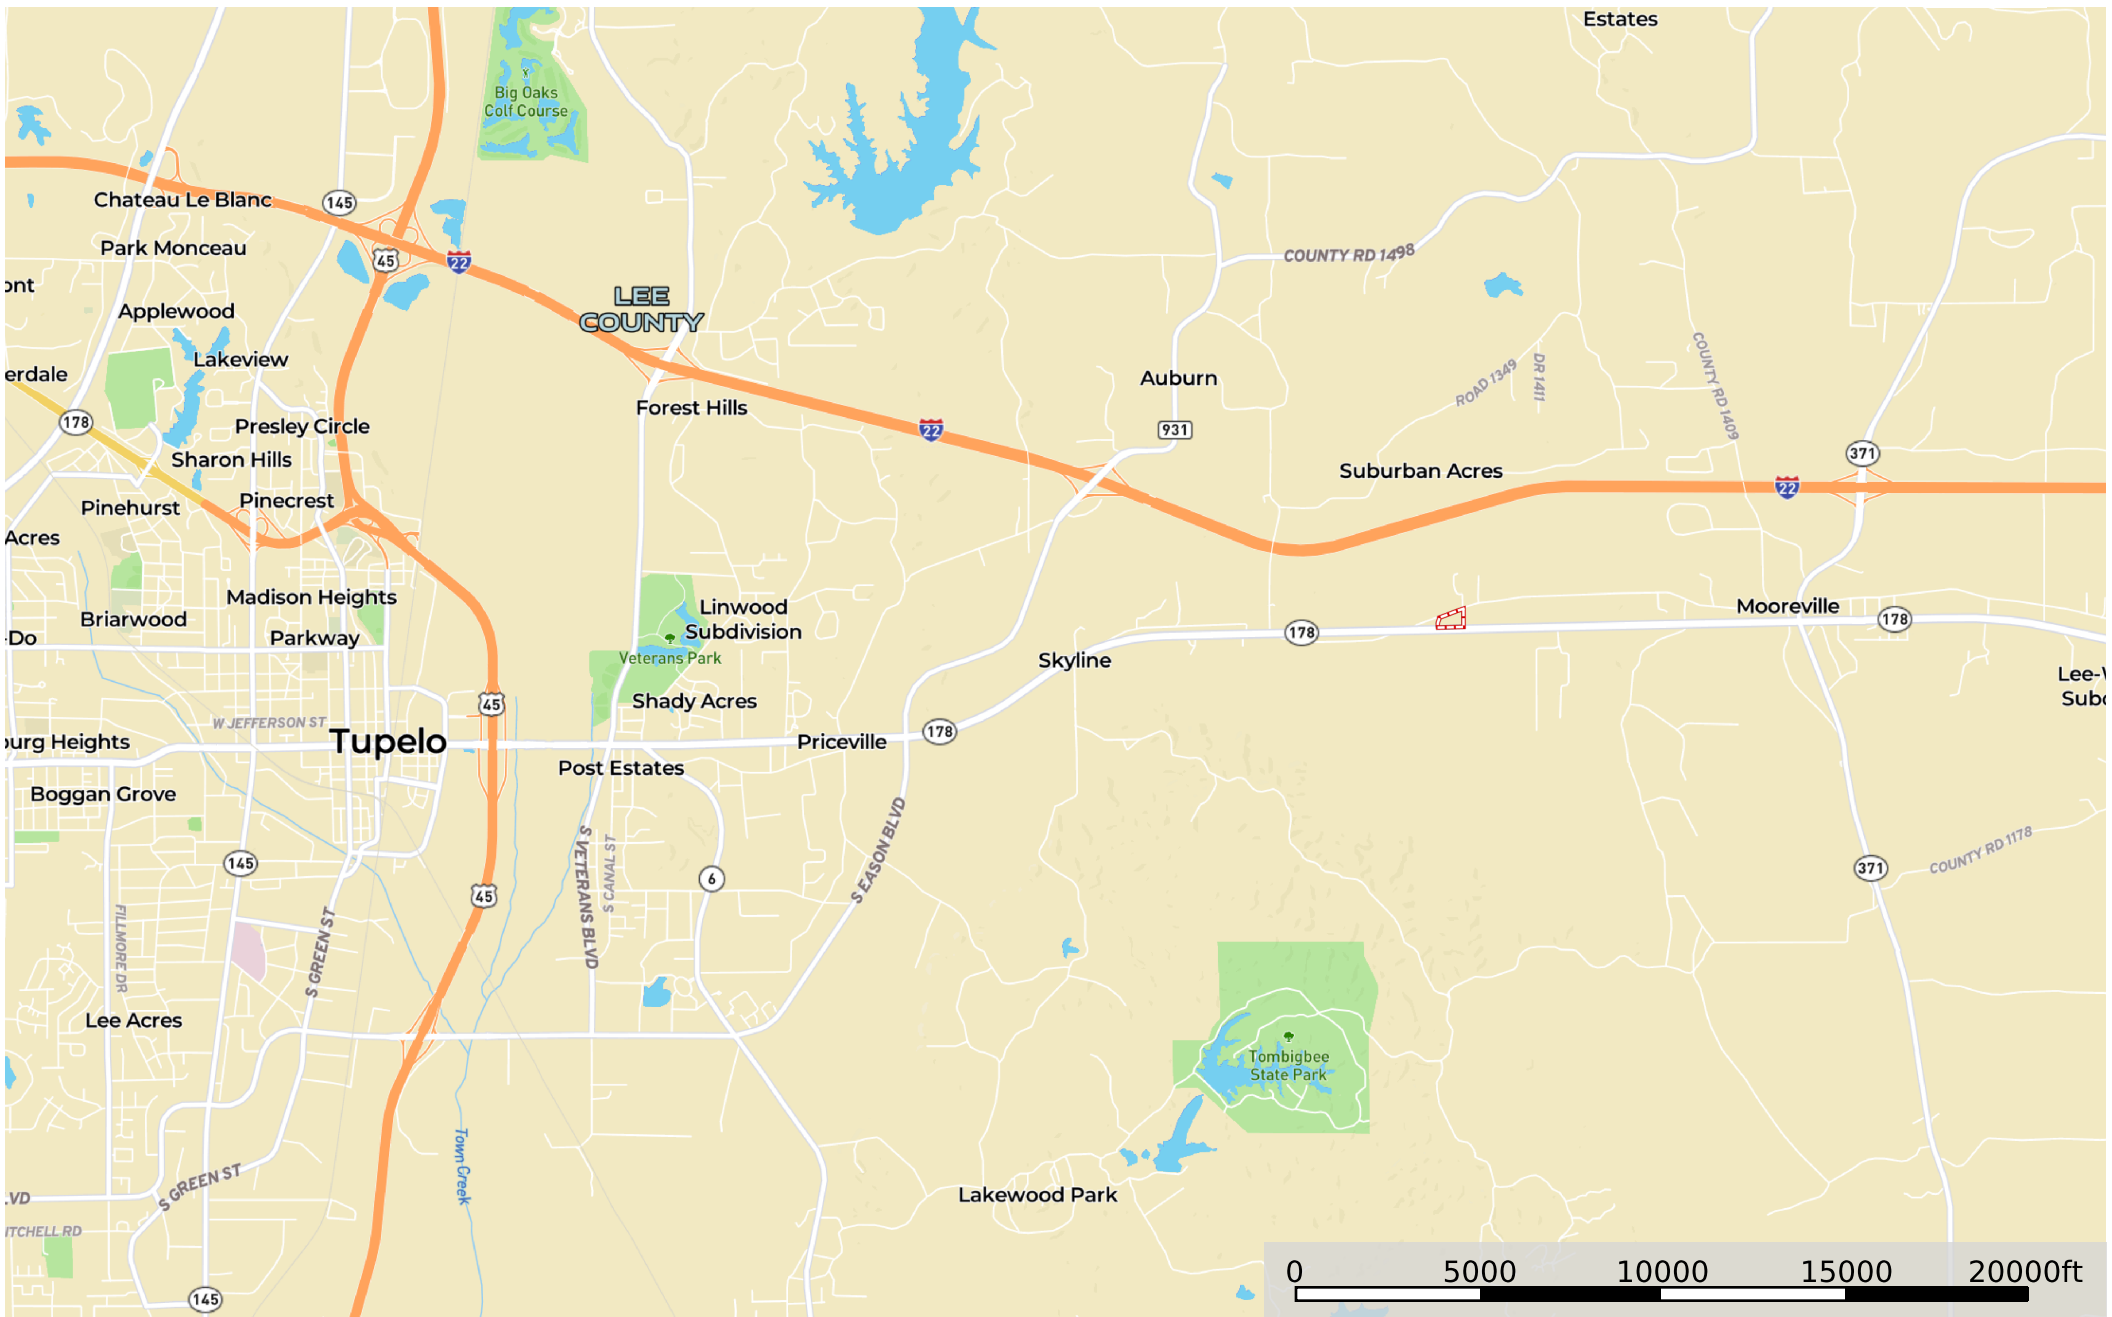 Estates
Big Oaks
Golf Course
Chateau Le Blanc
145
Park Monceau
45
22
COUNTY RD 1498
ont
LEE
COUNTY
Applewood
Lakeview
erdale
Auburn
ROAD 1349
DR 1411
COUNTY RD 1409
Forest Hills
178
Presley Circle
22
931
Sharon Hills
Suburban Acres
371
22
Pinecrest
Pinehurst
Acres
Madison Heights
Linwood
Subdivision
Mooreville
178
Briarwood
-Do
Parkway
178
Veterans Park
Skyline
Lee-
Shady Acres
Subc
45
W JEFFERSON ST
Tupelo
ourg Heights
Priceville
178
Post Estates
Boggan Grove
S VETERANS BLVD
S CANAL ST
S EASON BLVD
COUNTY RD 1178
145
6
371
45
FILLMORE DR
S GREEN ST
Lee Acres
Tombigbee
State Park
Town Creek
S GREEN ST
LVD
Lakewood Park
ITCHELL RD
145
0 5000 10000 15000 20000ft